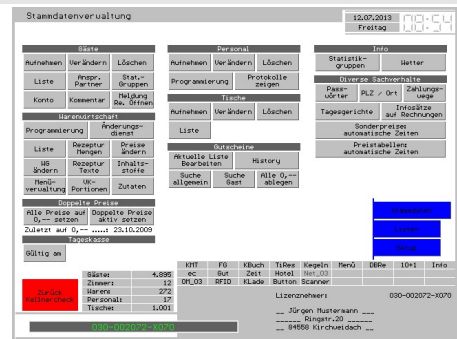 Stammdatenverwaltung
12.07.2013
Freitag
08:54
Gäste
Aufnehmen Verändern Löschen
Liste Anspr. Partner Stat.- Gruppen
Konto Kommentar Meldung Re. Öffnen
Warenwirtschaft
Programmierung Änderungs- dienst
Liste Rezeptur Mengen Preise ändern
WG ändern Rezeptur Texte Inhalts- stoffe
Menü- verwaltung VK- Portionen Zutaten
Doppelte Preise
Alle Preise auf 0,-- setzen Doppelte Preise aktiv setzen
Zuletzt auf 0,-- ....: 23.10.2009
Tageskasse
Gültig am
Personal
Aufnehmen Verändern Löschen
Programmierung Protokolle zeigen
Tische
Aufnehmen Verändern Löschen
Liste
Gutscheine
Aktuelle Liste Bearbeiten History
Suche allgemein Suche Gast Alle 0,-- ablegen
Info
Statistik- gruppen Wetter
Diverse Sachverhalte
Pass- wörter PLZ / Ort Zahlungs- wege
Tagesgerichte Infosätze auf Rechnungen
Sonderpreise:
automatische Zeiten
Preistabellen:
automatische Zeiten
KMT FG KBuch TiRes Kegeln Menü DBRe 10+1 Info
ec Gut Zeit Hotel Net_03
OM_03 RFID KLade Button Scanner
Zurück
Kellnercheck
Gäste: 4.895
Zimmer: 12
Waren: 272
Personal: 17
Tische: 1.001
Lizenznehmer: 030-002072-X070
__ Jürgen Mustermann ___
______ Ringstr.20 ______
__ 84558 Kirchweidach __
030-002072-X070